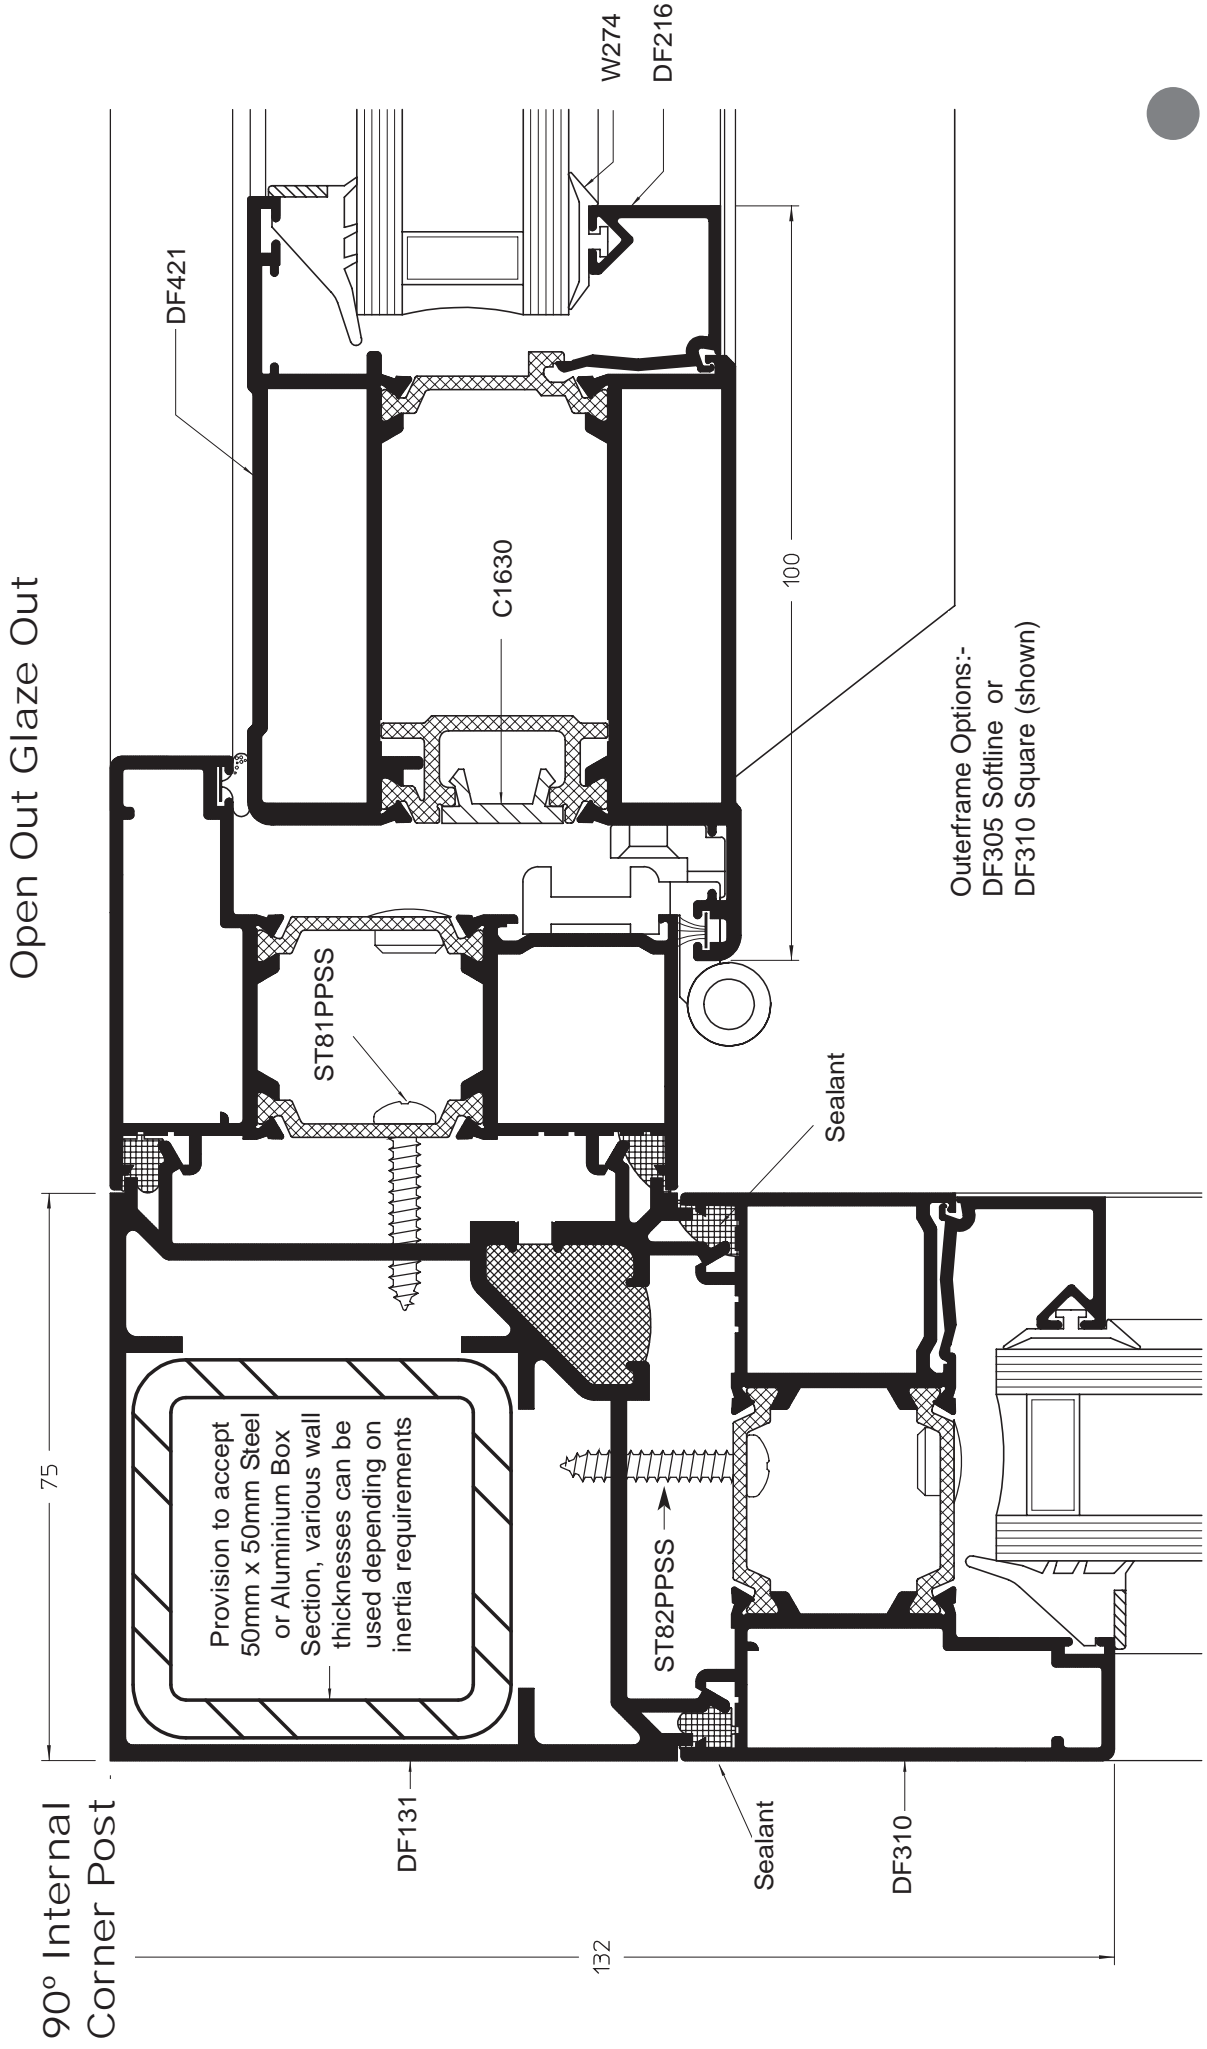 90º Internal
Corner Post
Open Out Glaze Out
75
132
100
DF131
DF310
Sealant
Provision to accept
50mm x 50mm Steel
or Aluminium Box
Section, various wall
thicknesses can be
used depending on
inertia requirements
ST82PPSS
ST81PPSS
Sealant
C1630
DF421
W274
DF216
Outerframe Options:-
DF305 Softline or
DF310 Square (shown)